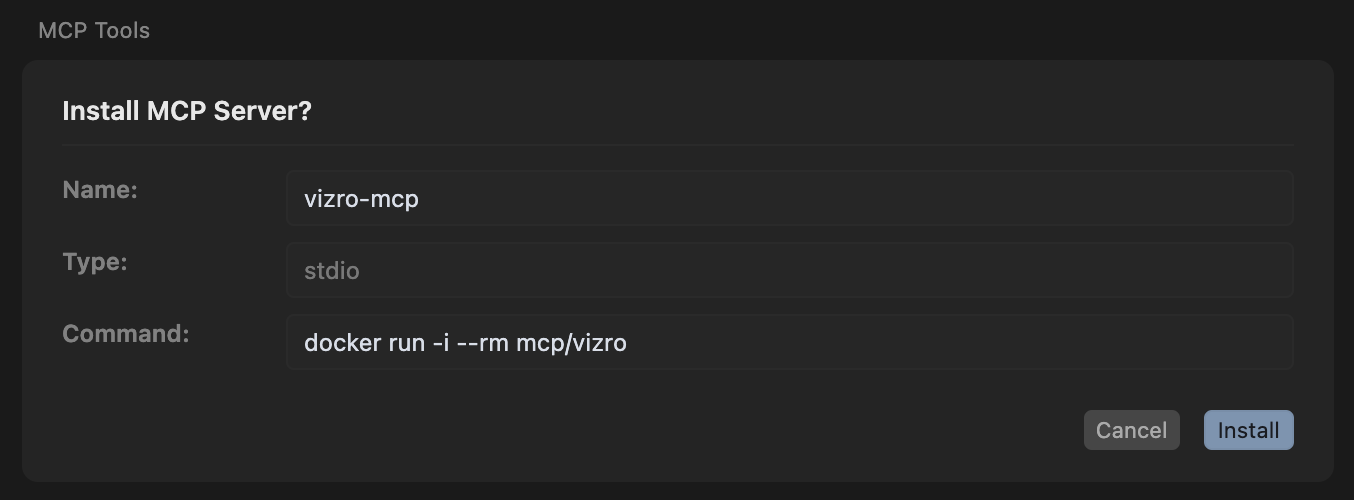 MCP Tools
Install MCP Server?
Name: vizro-mcp
Type: stdio
Command: docker run -i --rm mcp/vizro
Cancel Install